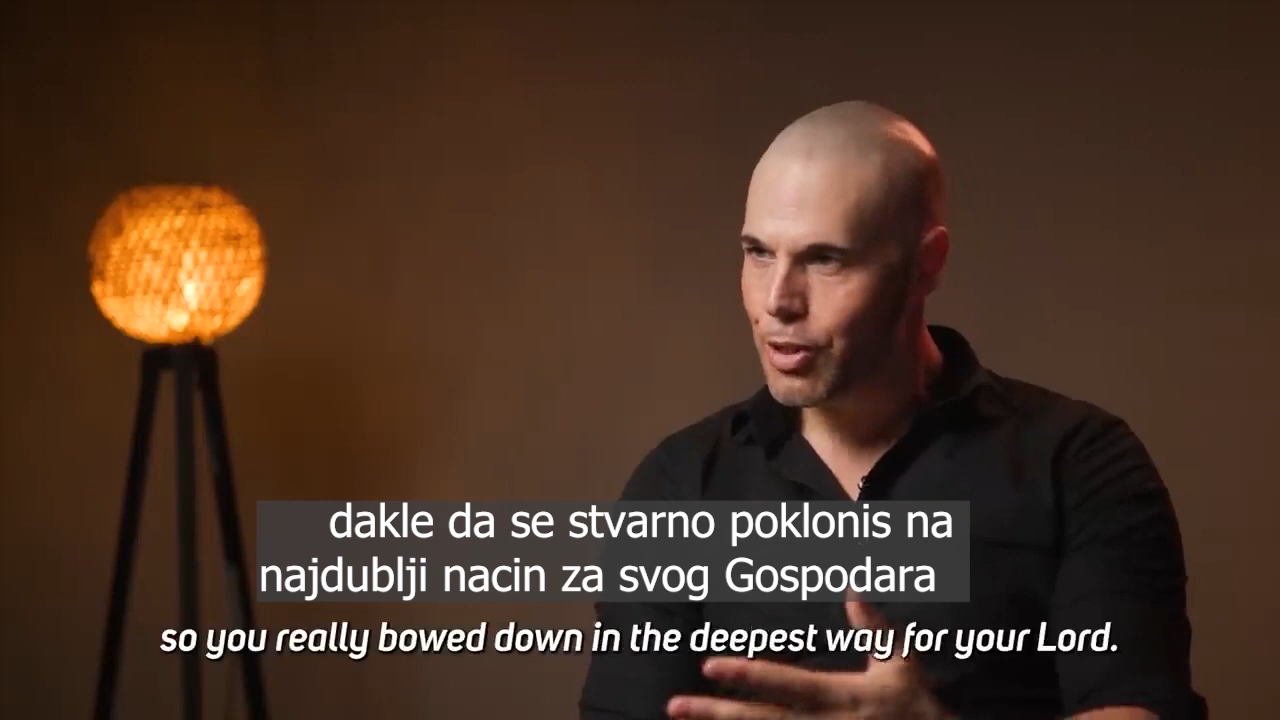 dakle da se stvarno poklonis na
najdublji nacin za svog Gospodara
so you really bowed down in the deepest way for your Lord.